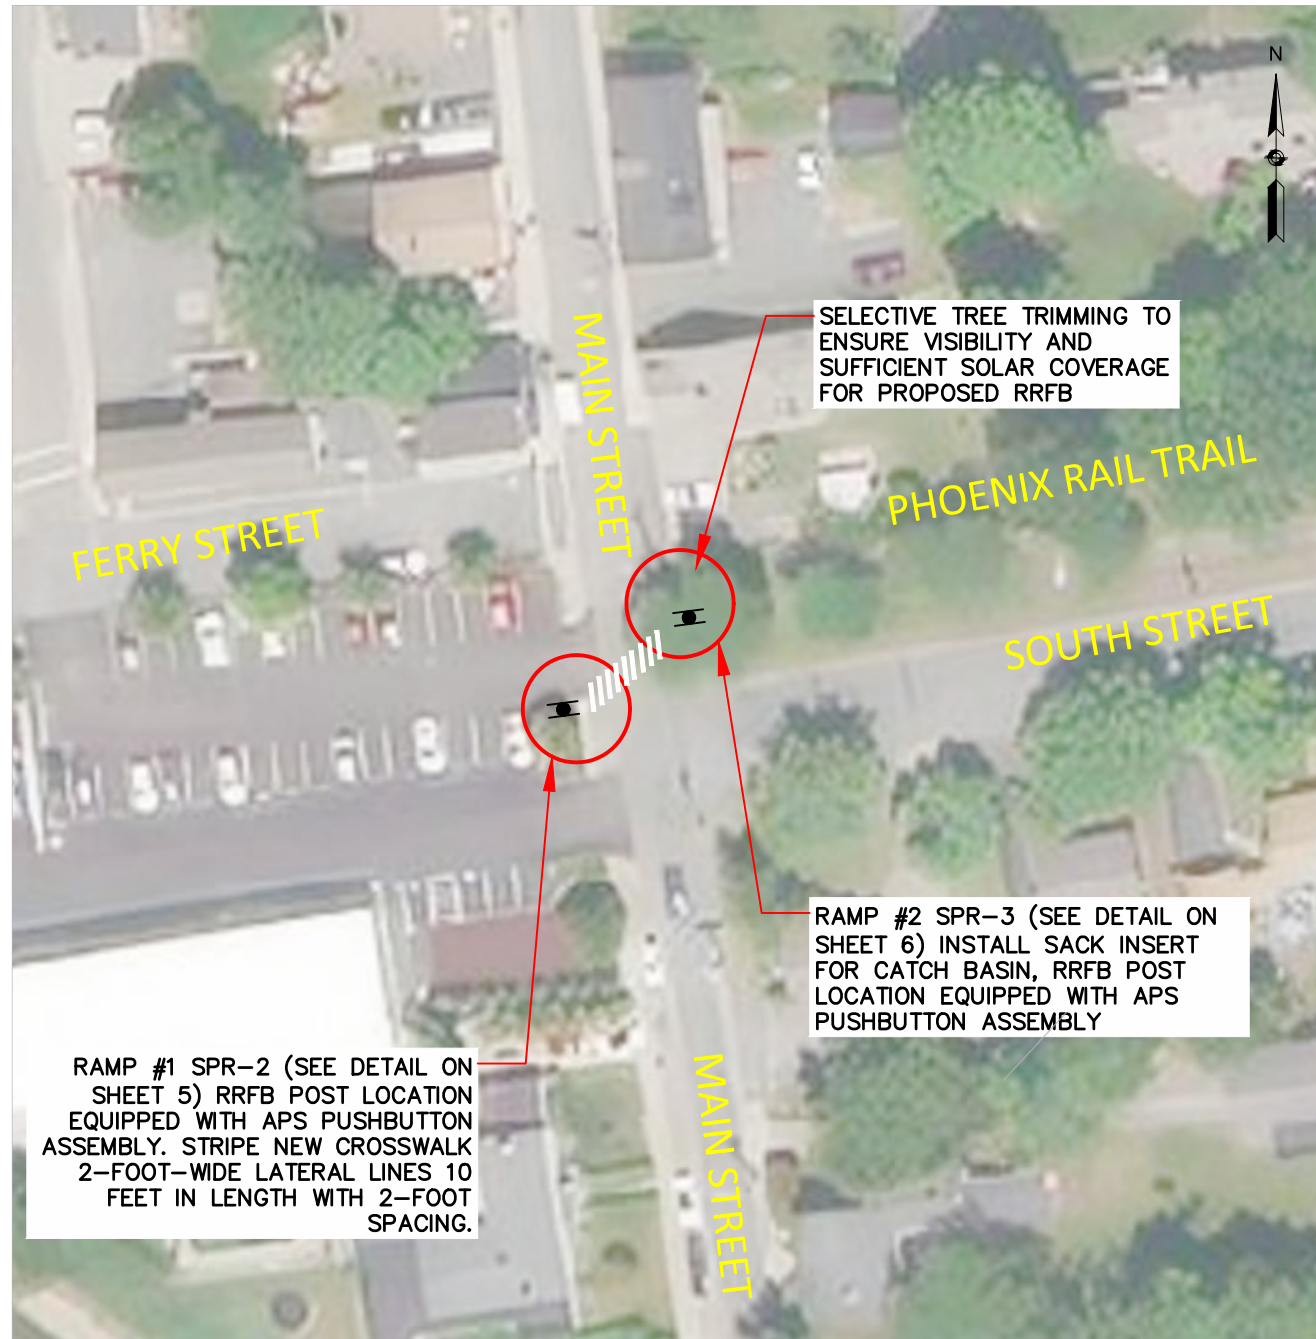 N
SELECTIVE TREE TRIMMING TO
ENSURE VISIBILITY AND
SUFFICIENT SOLAR COVERAGE
FOR PROPOSED RRFB
MAIN STREET
PHOENIX RAIL TRAIL
FERRY STREET
SOUTH STREET
RAMP #2 SPR-3 (SEE DETAIL ON
SHEET 6) INSTALL SACK INSERT
FOR CATCH BASIN, RRFB POST
LOCATION EQUIPPED WITH APS
PUSHBUTTON ASSEMBLY
RAMP #1 SPR-2 (SEE DETAIL ON
SHEET 5) RRFB POST LOCATION
EQUIPPED WITH APS PUSHBUTTON
ASSEMBLY. STRIPE NEW CROSSWALK
2-FOOT-WIDE LATERAL LINES 10
FEET IN LENGTH WITH 2-FOOT
SPACING.
MAIN STREET